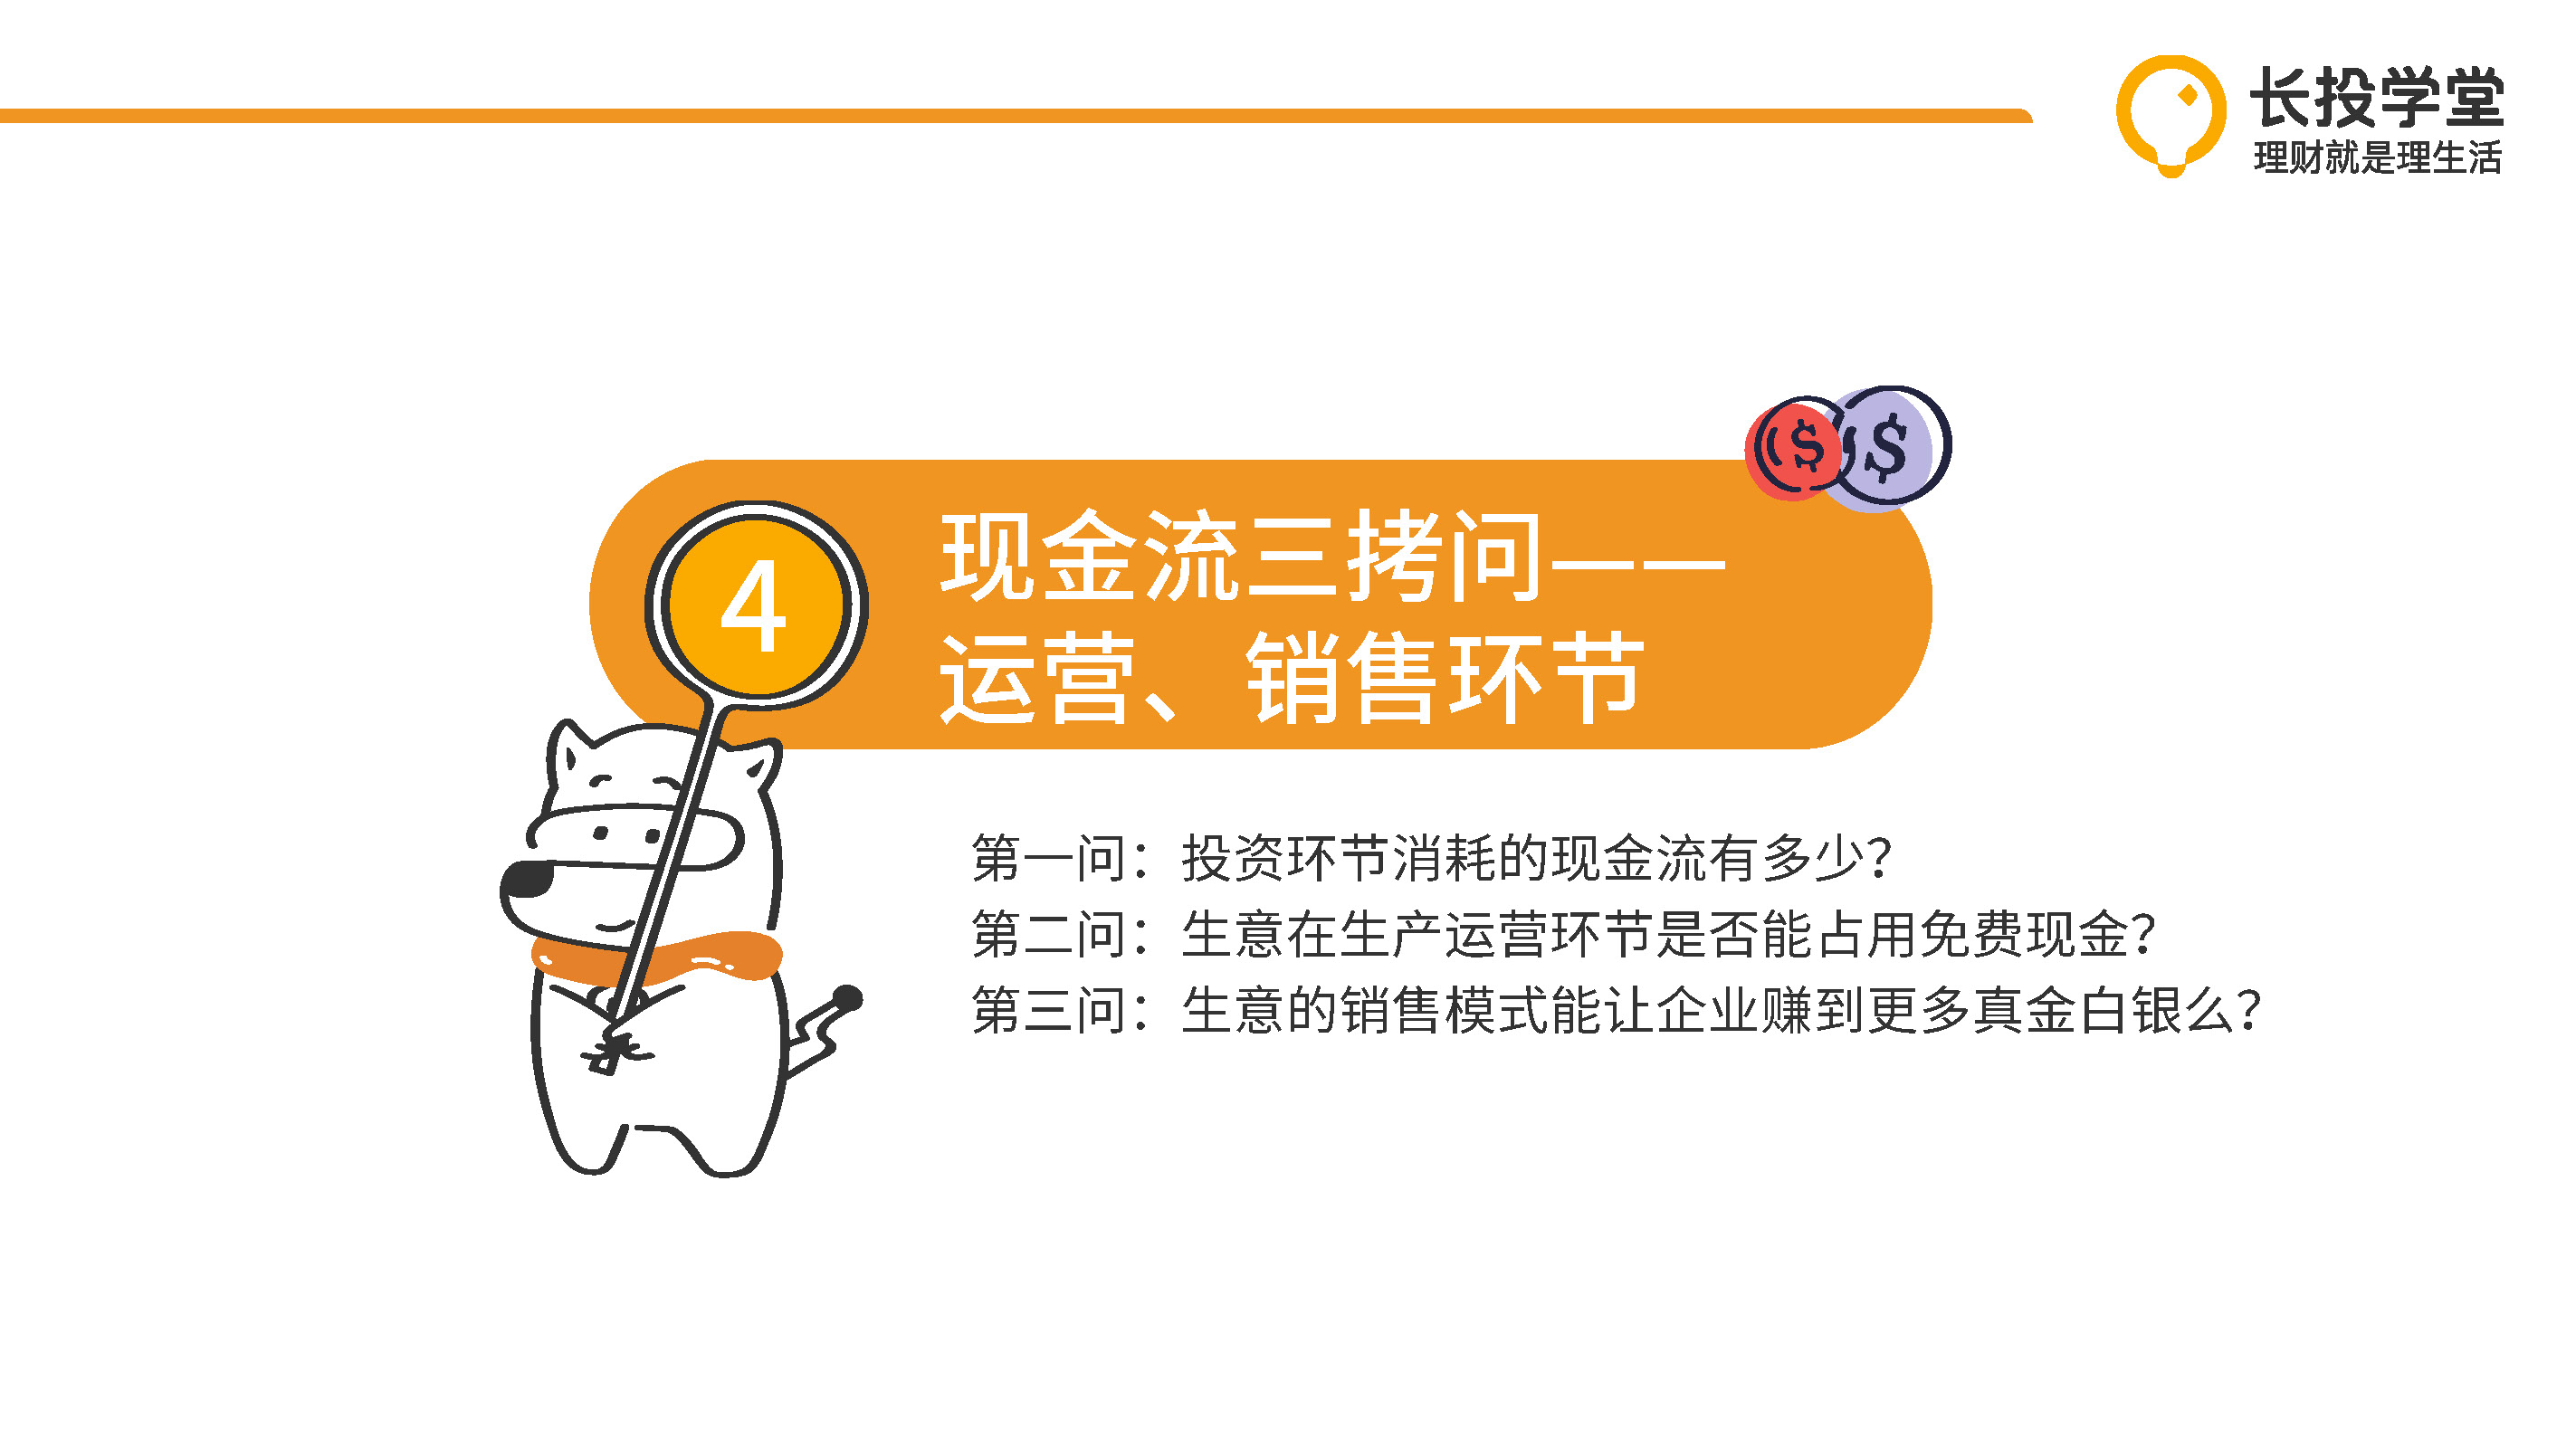 长投学堂
理财就是理生活
$ $
4
现金流三拷问——
运营、销售环节
第一问：投资环节消耗的现金流有多少？
第二问：生意在生产运营环节是否能占用免费现金？
第三问：生意的销售模式能让企业赚到更多真金白银么？